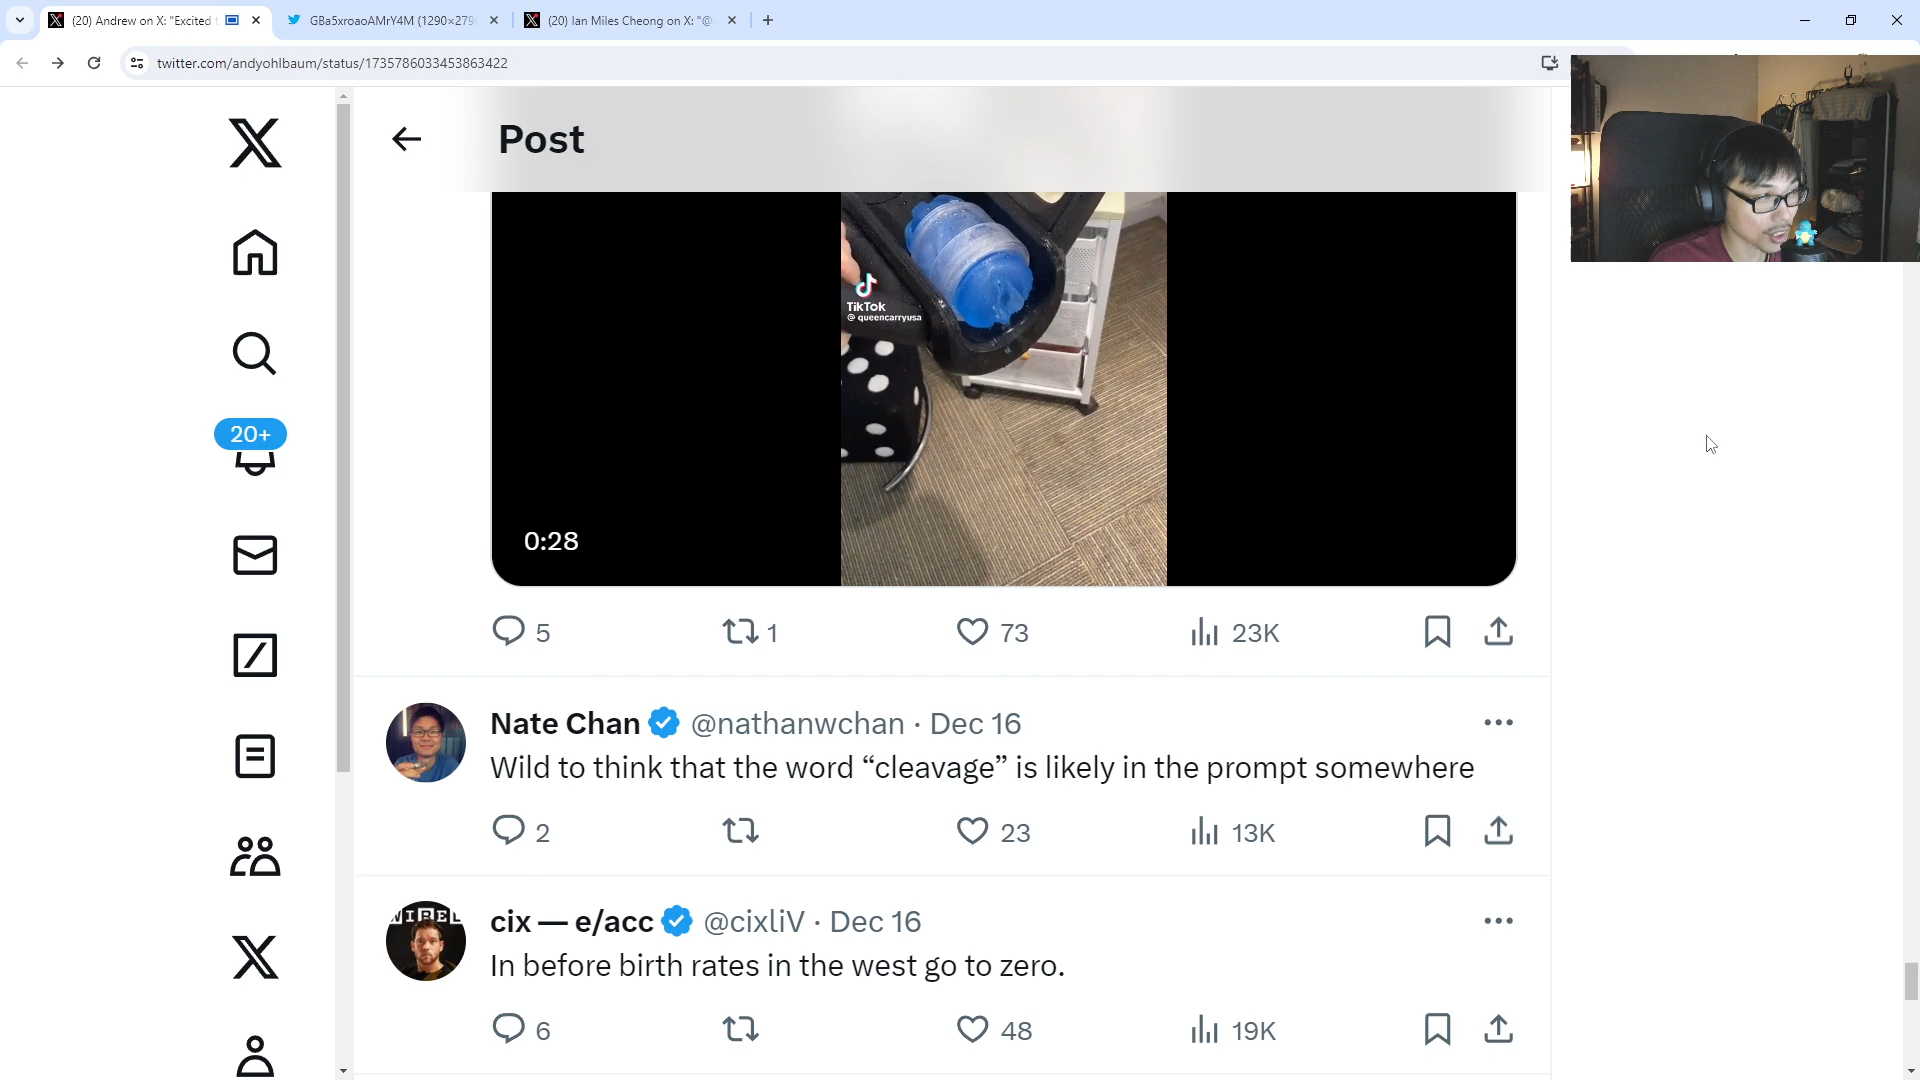 (20) Andrew on X: "Excited
GBa5xroaoAMrY4M (1290×279
(20) Ian Miles Cheong on X: "@
twitter.com/andyohlbaum/status/1735786033453863422
Post
20+
TikTok
@ queencarryusa
0:28
5
1
73
23K
Nate Chan @nathanwchan · Dec 16
Wild to think that the word “cleavage” is likely in the prompt somewhere
2
23
13K
WIRED
cix — e/acc @cixliV · Dec 16
In before birth rates in the west go to zero.
6
48
19K